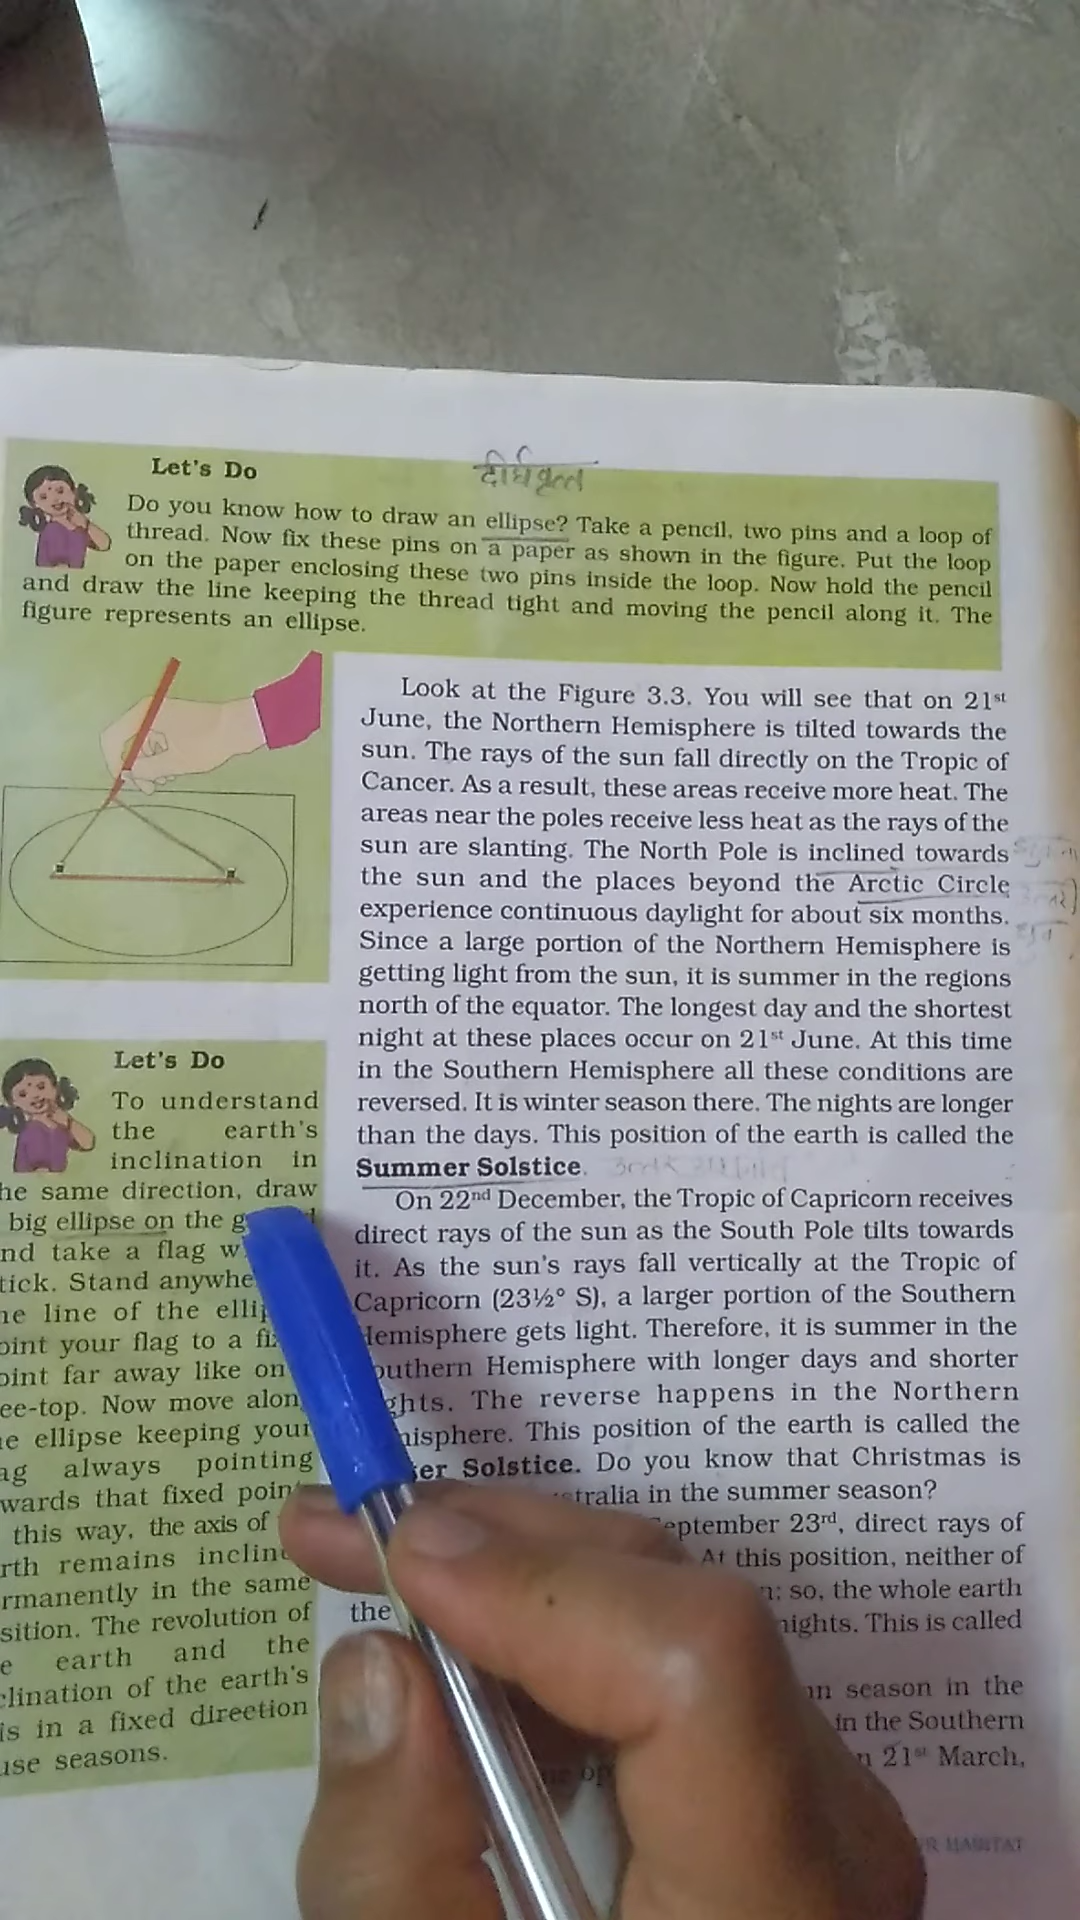 दीर्घवृत्त
Let's Do
Do you know how to draw an ellipse? Take a pencil, two pins and a loop of
thread. Now fix these pins on a paper as shown in the figure. Put the loop
on the paper enclosing these two pins inside the loop. Now hold the pencil
and draw the line keeping the thread tight and moving the pencil along it. The
figure represents an ellipse.
Look at the Figure 3.3. You will see that on 21st
June, the Northern Hemisphere is tilted towards the
sun. The rays of the sun fall directly on the Tropic of
Cancer. As a result, these areas receive more heat. The
areas near the poles receive less heat as the rays of the
sun are slanting. The North Pole is inclined towards
the sun and the places beyond the Arctic Circle
experience continuous daylight for about six months.
Since a large portion of the Northern Hemisphere is
getting light from the sun, it is summer in the regions
north of the equator. The longest day and the shortest
night at these places occur on 21st June. At this time
in the Southern Hemisphere all these conditions are
reversed. It is winter season there. The nights are longer
than the days. This position of the earth is called the
Summer Solstice.
On 22nd December, the Tropic of Capricorn receives
direct rays of the sun as the South Pole tilts towards
it. As the sun's rays fall vertically at the Tropic of
Capricorn (23½° S), a larger portion of the Southern
Hemisphere gets light. Therefore, it is summer in the
outhern Hemisphere with longer days and shorter
ghts. The reverse happens in the Northern
isphere. This position of the earth is called the
er Solstice. Do you know that Christmas is
stralia in the summer season?
eptember 23rd, direct rays of
At this position, neither of
so, the whole earth
the nights. This is called
season in the
in the Southern
21st March,
Let's Do
To understand
the earth's
inclination in
he same direction, draw
big ellipse on the g
nd take a flag w
tick. Stand anywhe
ne line of the ellip
oint your flag to a fi
oint far away like on
ee-top. Now move alon
e ellipse keeping your
ag always pointing
wards that fixed poin
this way, the axis of
rth remains incline
rmanently in the same
sition. The revolution of
e earth and the
clination of the earth's
is in a fixed direction
use seasons.
R HABITAT